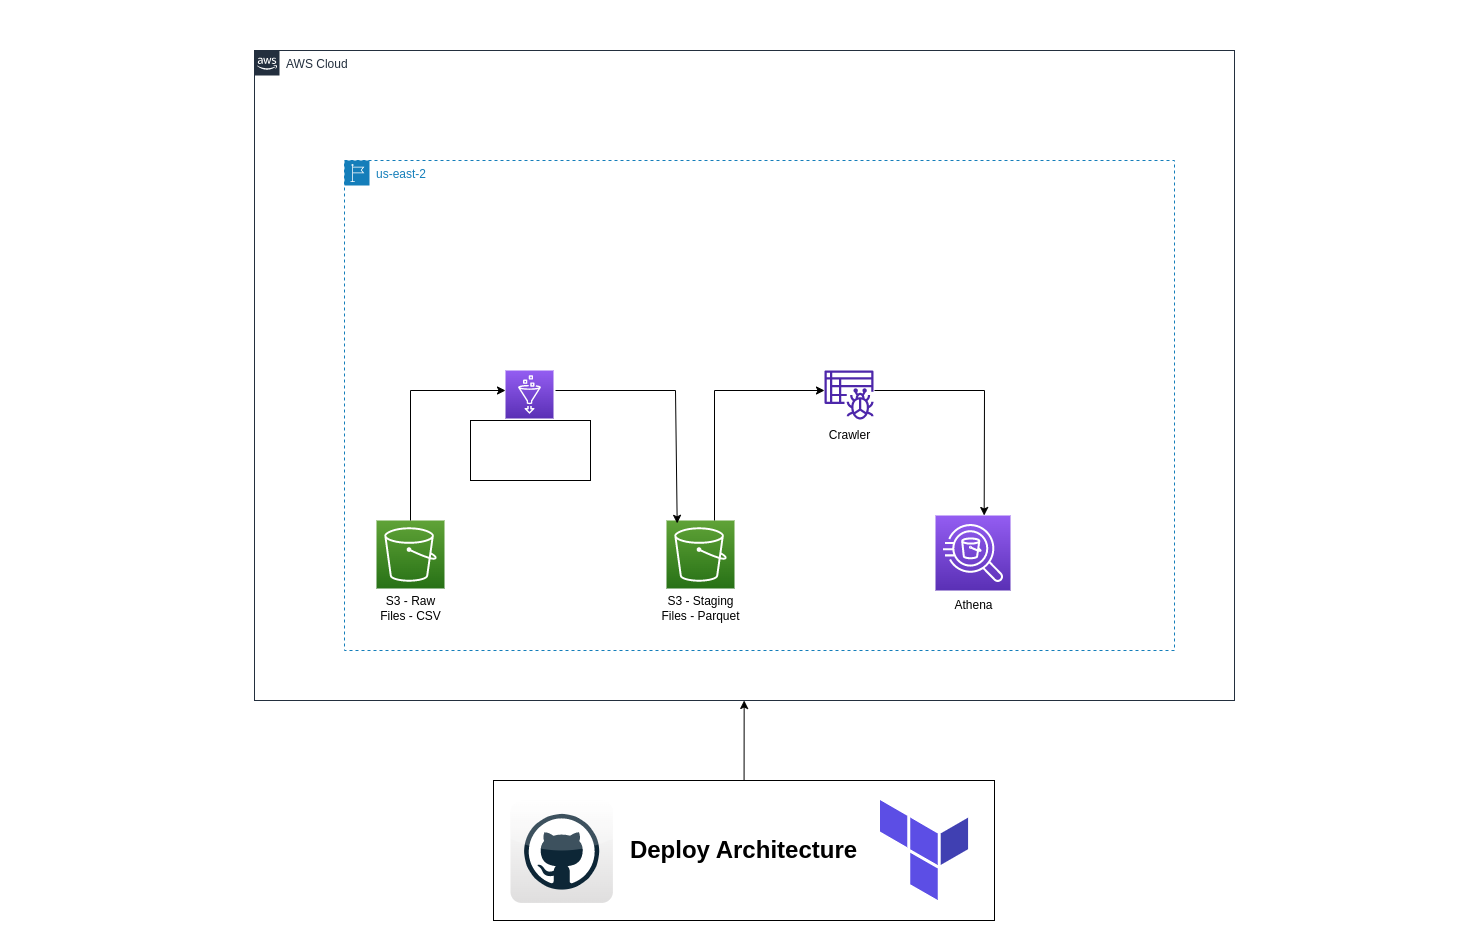 aws
AWS Cloud
us-east-2
Crawler
S3 - Raw
Files - CSV
S3 - Staging
Files - Parquet
Athena
Deploy Architecture